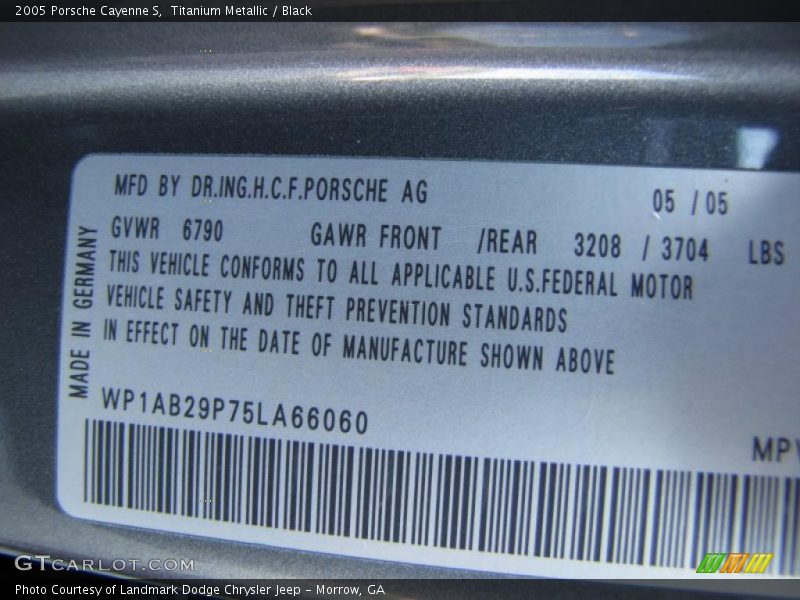 2005 Porsche Cayenne S,  Titanium Metallic / Black
MFD BY DR.ING.H.C.F.PORSCHE AG 05 / 05
GVWR 6790 GAWR FRONT /REAR 3208 / 3704 LBS
THIS VEHICLE CONFORMS TO ALL APPLICABLE U.S.FEDERAL MOTOR
VEHICLE SAFETY AND THEFT PREVENTION STANDARDS
IN EFFECT ON THE DATE OF MANUFACTURE SHOWN ABOVE
MADE IN GERMANY
WP1AB29P75LA66060
MPV
GTCARLOT.COM
Photo Courtesy of Landmark Dodge Chrysler Jeep – Morrow, GA